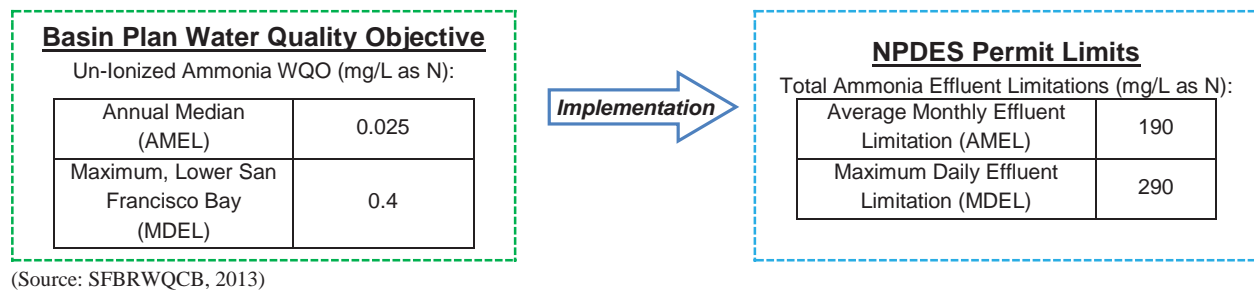 Basin Plan Water Quality Objective
Un-Ionized Ammonia WQO (mg/L as N):
Annual Median
(AMEL)
0.025
Maximum, Lower San
Francisco Bay
(MDEL)
0.4
Implementation
NPDES Permit Limits
Total Ammonia Effluent Limitations (mg/L as N):
Average Monthly Effluent
Limitation (AMEL)
190
Maximum Daily Effluent
Limitation (MDEL)
290
(Source: SFBRWQCB, 2013)